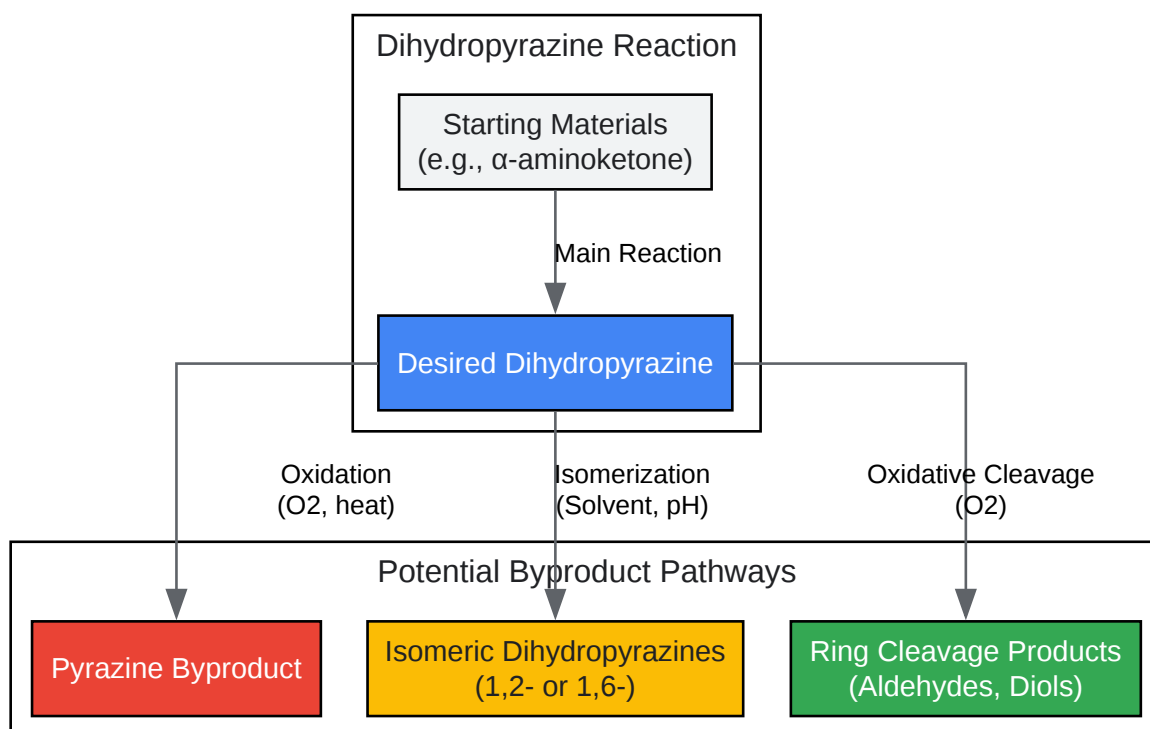 Dihydropyrazine Reaction
Starting Materials
(e.g., α-aminoketone)
Main Reaction
Desired Dihydropyrazine
Oxidation
(O2, heat)
Isomerization
(Solvent, pH)
Oxidative Cleavage
(O2)
Potential Byproduct Pathways
Pyrazine Byproduct
Isomeric Dihydropyrazines
(1,2- or 1,6-)
Ring Cleavage Products
(Aldehydes, Diols)